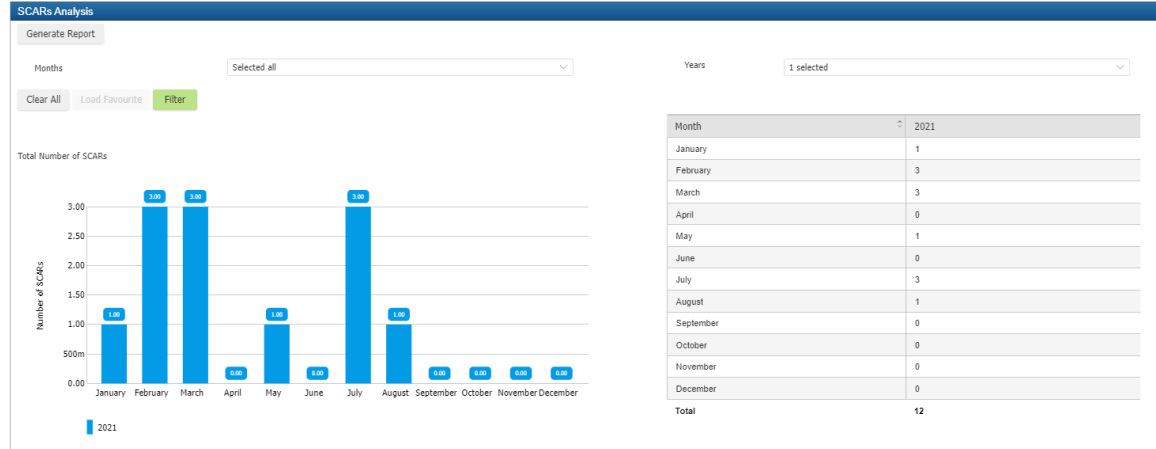 SCARs Analysis
Generate Report
Months
Selected all
Years
1 selected
Clear All
Load Favourite
Filter
Total Number of SCARs
Number of SCARs
3.00
2.50
2.00
1.50
1.00
500m
0.00
1.00
3.00
3.00
0.00
1.00
0.00
3.00
1.00
0.00
0.00
0.00
0.00
January February March April May June July August September October November December
2021
Month 2021
January 1
February 3
March 3
April 0
May 1
June 0
July 3
August 1
September 0
October 0
November 0
December 0
Total 12